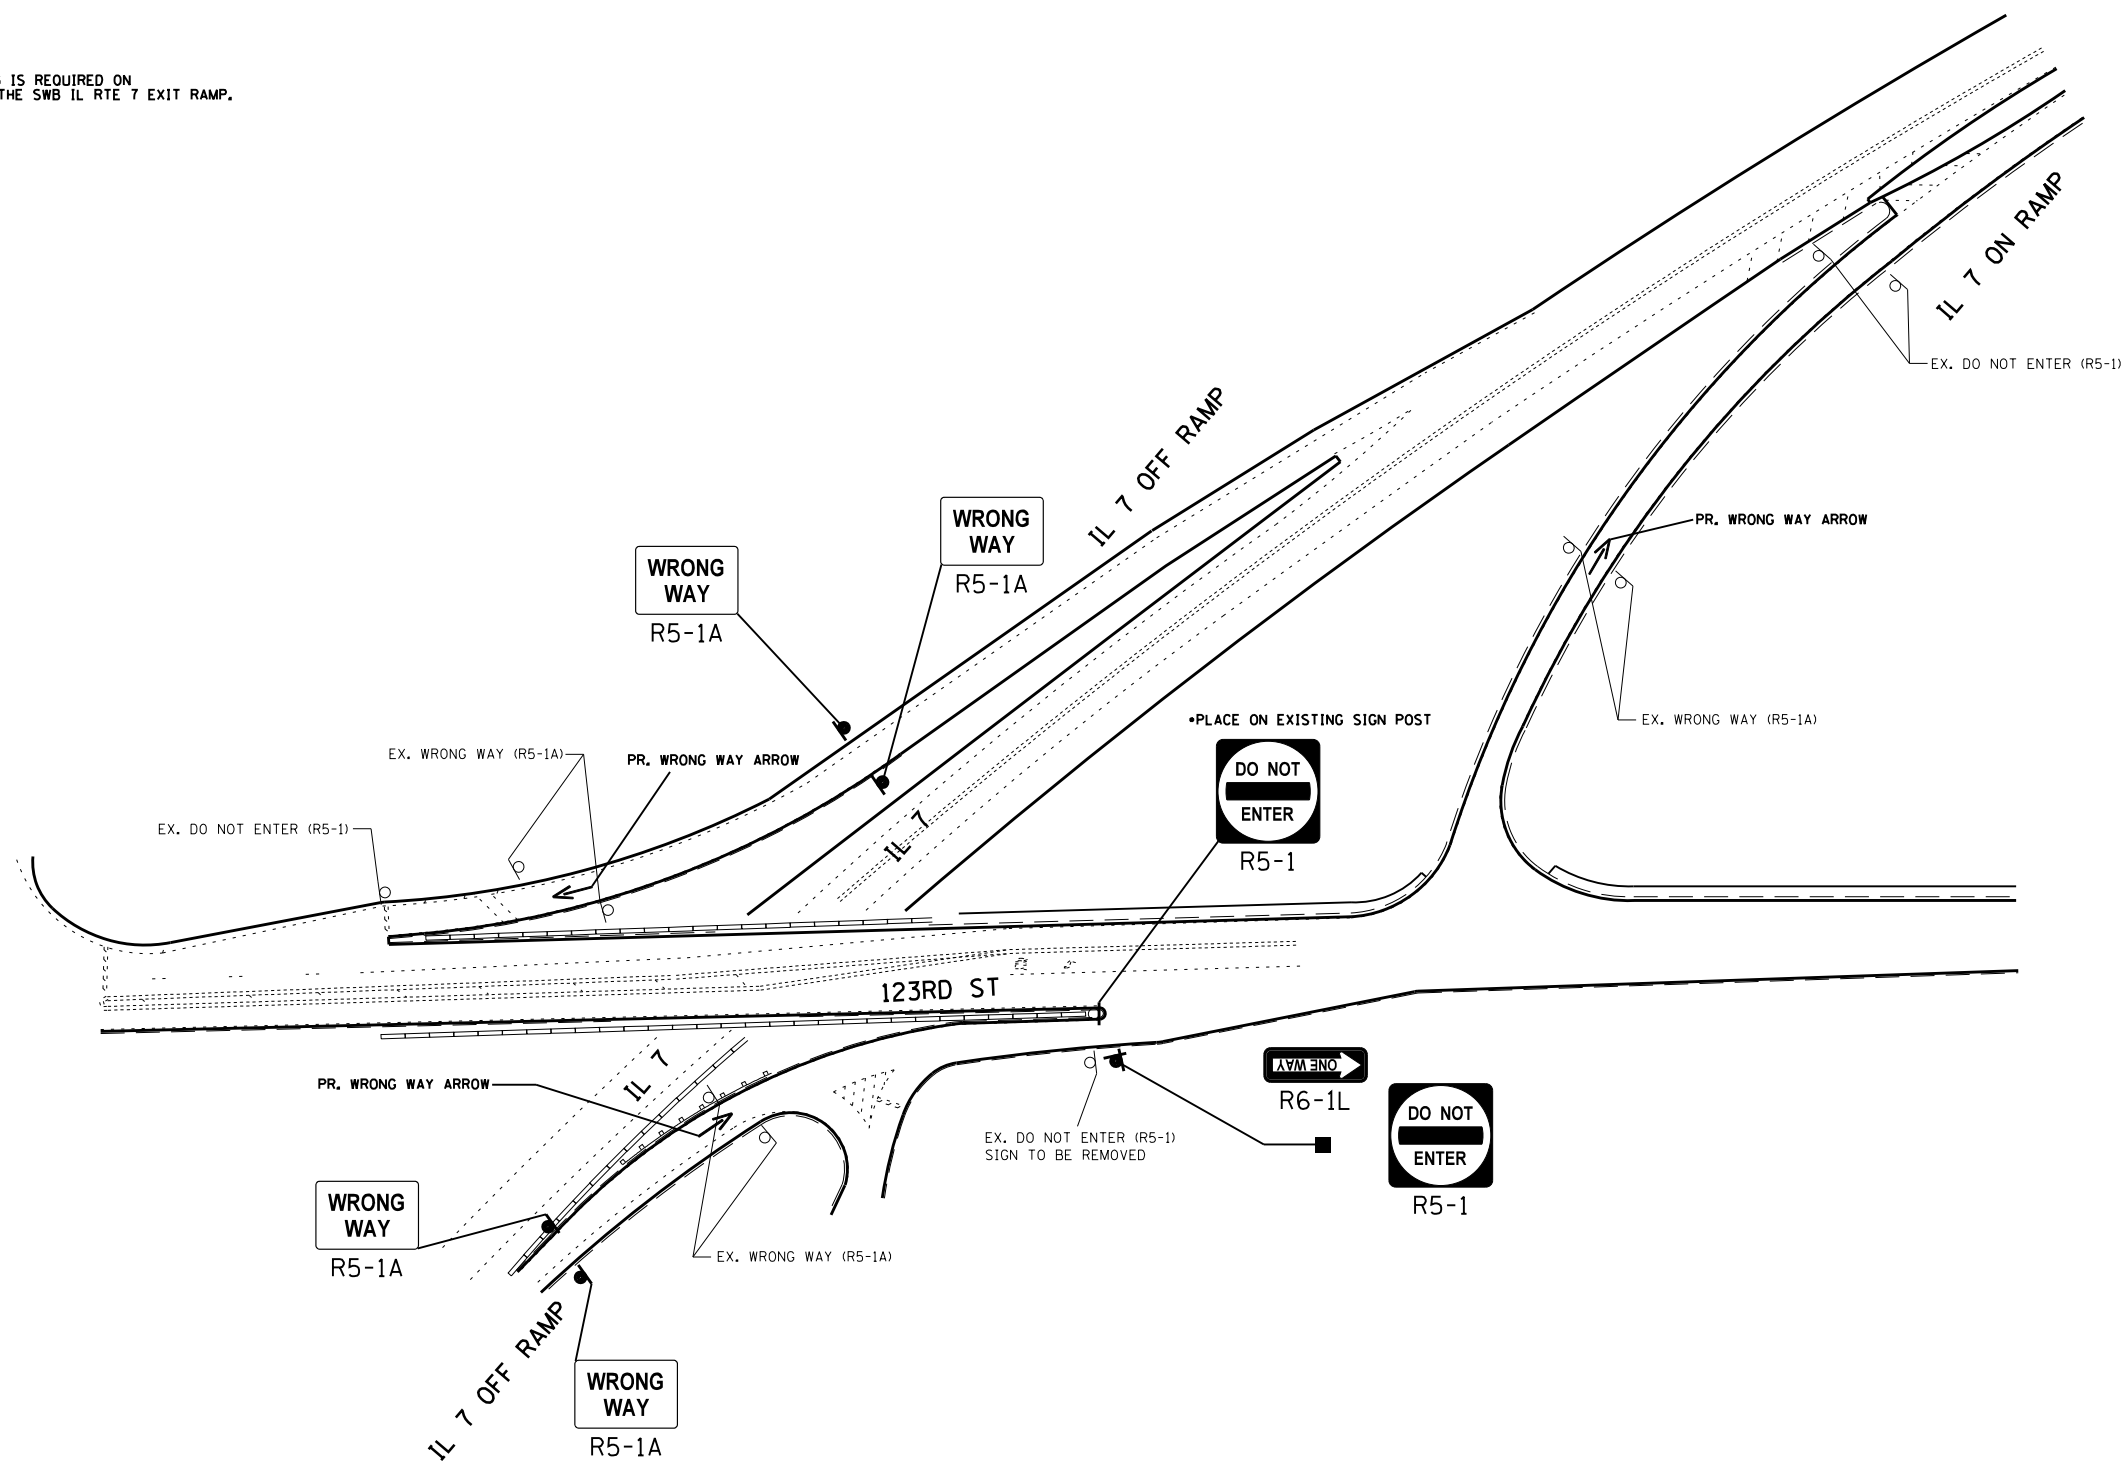 IS REQUIRED ON
THE SWB IL RTE 7 EXIT RAMP.
IL 7 ON RAMP
EX. DO NOT ENTER (R5-1)
IL 7 OFF RAMP
WRONG
WAY
R5-1A
WRONG
WAY
R5-1A
PR. WRONG WAY ARROW
•PLACE ON EXISTING SIGN POST
EX. WRONG WAY (R5-1A)
EX. WRONG WAY (R5-1A)
PR. WRONG WAY ARROW
DO NOT
ENTER
R5-1
EX. DO NOT ENTER (R5-1)
IL 7
123RD ST
IL 7
PR. WRONG WAY ARROW
ONE WAY
R6-1L
DO NOT
ENTER
R5-1
EX. DO NOT ENTER (R5-1)
SIGN TO BE REMOVED
WRONG
WAY
R5-1A
EX. WRONG WAY (R5-1A)
IL 7 OFF RAMP
WRONG
WAY
R5-1A